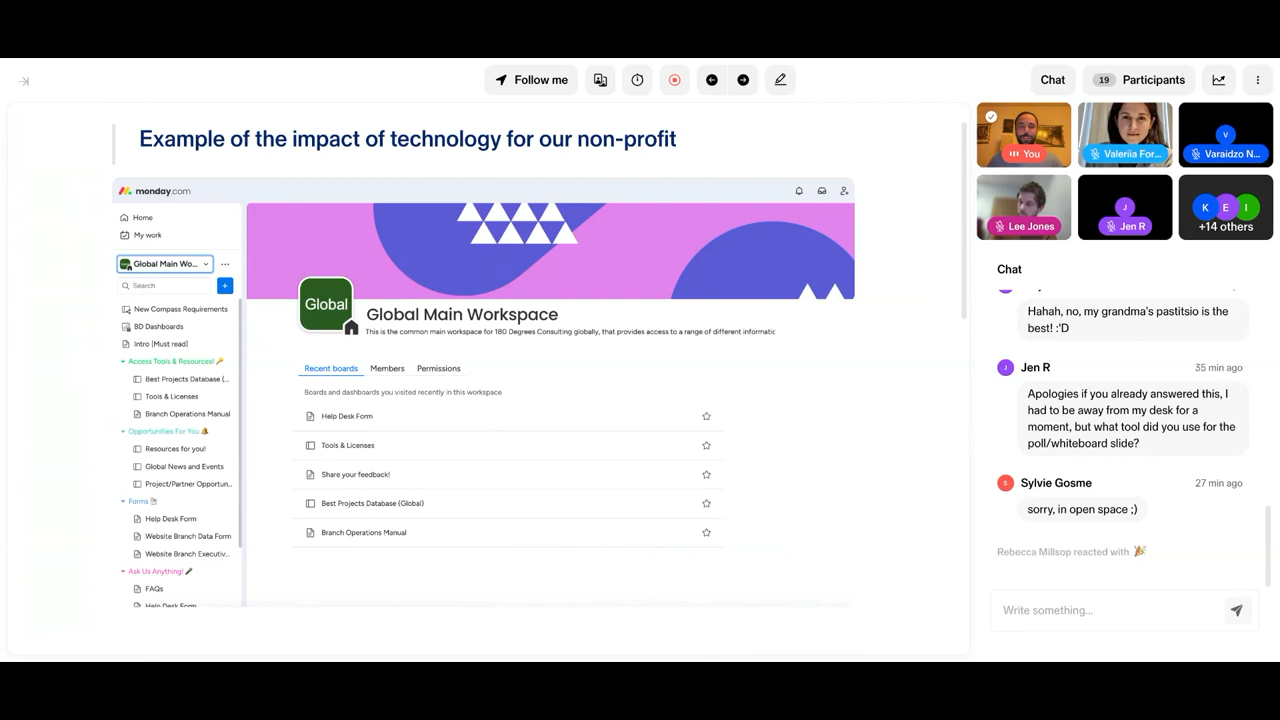 Follow me
Chat
19 Participants
Example of the impact of technology for our non-profit
monday.com
Home
My work
Global Main Wo...
Search
New Compass Requirements
BD Dashboards
Intro [Must read]
Access Tools & Resources!
Best Projects Database (...
Tools & Licenses
Branch Operations Manual
Opportunities For You
Resources for you!
Global News and Events
Project/Partner Opportun...
Forms
Help Desk Form
Website Branch Data Form
Website Branch Executiv...
Ask Us Anything!
FAQs
Help Desk Form
Global
Global Main Workspace
This is the common main workspace for 180 Degrees Consulting globally, that provides access to a range of different informatic
Recent boards
Members
Permissions
Boards and dashboards you visited recently in this workspace
Help Desk Form
Tools & Licenses
Share your feedback!
Best Projects Database (Global)
Branch Operations Manual
You
Valeriia For...
V
Varaidzo N...
Lee Jones
J
Jen R
K E I
+14 others
Chat
Hahah, no, my grandma's pastitsio is the
best! :'D
J
Jen R
35 min ago
Apologies if you already answered this, I
had to be away from my desk for a
moment, but what tool did you use for the
poll/whiteboard slide?
S
Sylvie Gosme
27 min ago
sorry, in open space ;)
Rebecca Millsop reacted with
Write something...